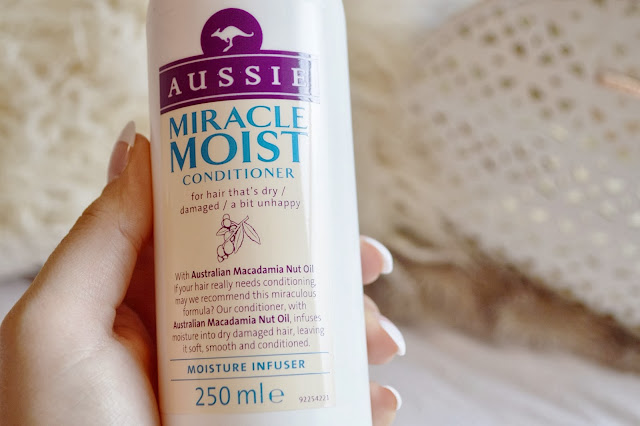 AUSSIE
MIRACLE
MOIST
CONDITIONER
for hair that's dry /
damaged / a bit unhappy
With Australian Macadamia Nut Oil
If your hair really needs conditioning,
may we recommend this miraculous
formula? Our conditioner, with
Australian Macadamia Nut Oil, infuses
moisture into dry damaged hair, leaving
it soft, smooth and conditioned.
MOISTURE INFUSER
250 ml e
92254221